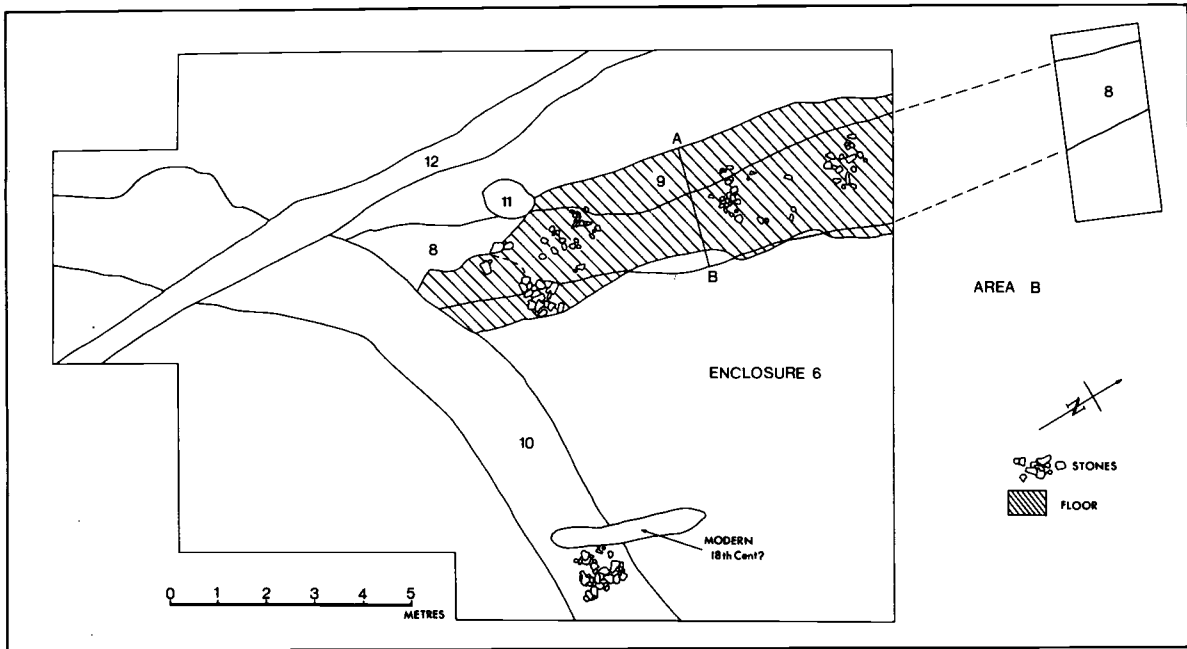 8
12
A
9
11
8
B
AREA B
ENCLOSURE 6
N
10
STONES
FLOOR
MODERN
18th Cent?
0 1 2 3 4 5
METRES